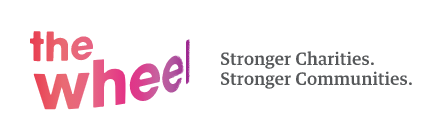 the
wheel
Stronger Charities.
Stronger Communities.